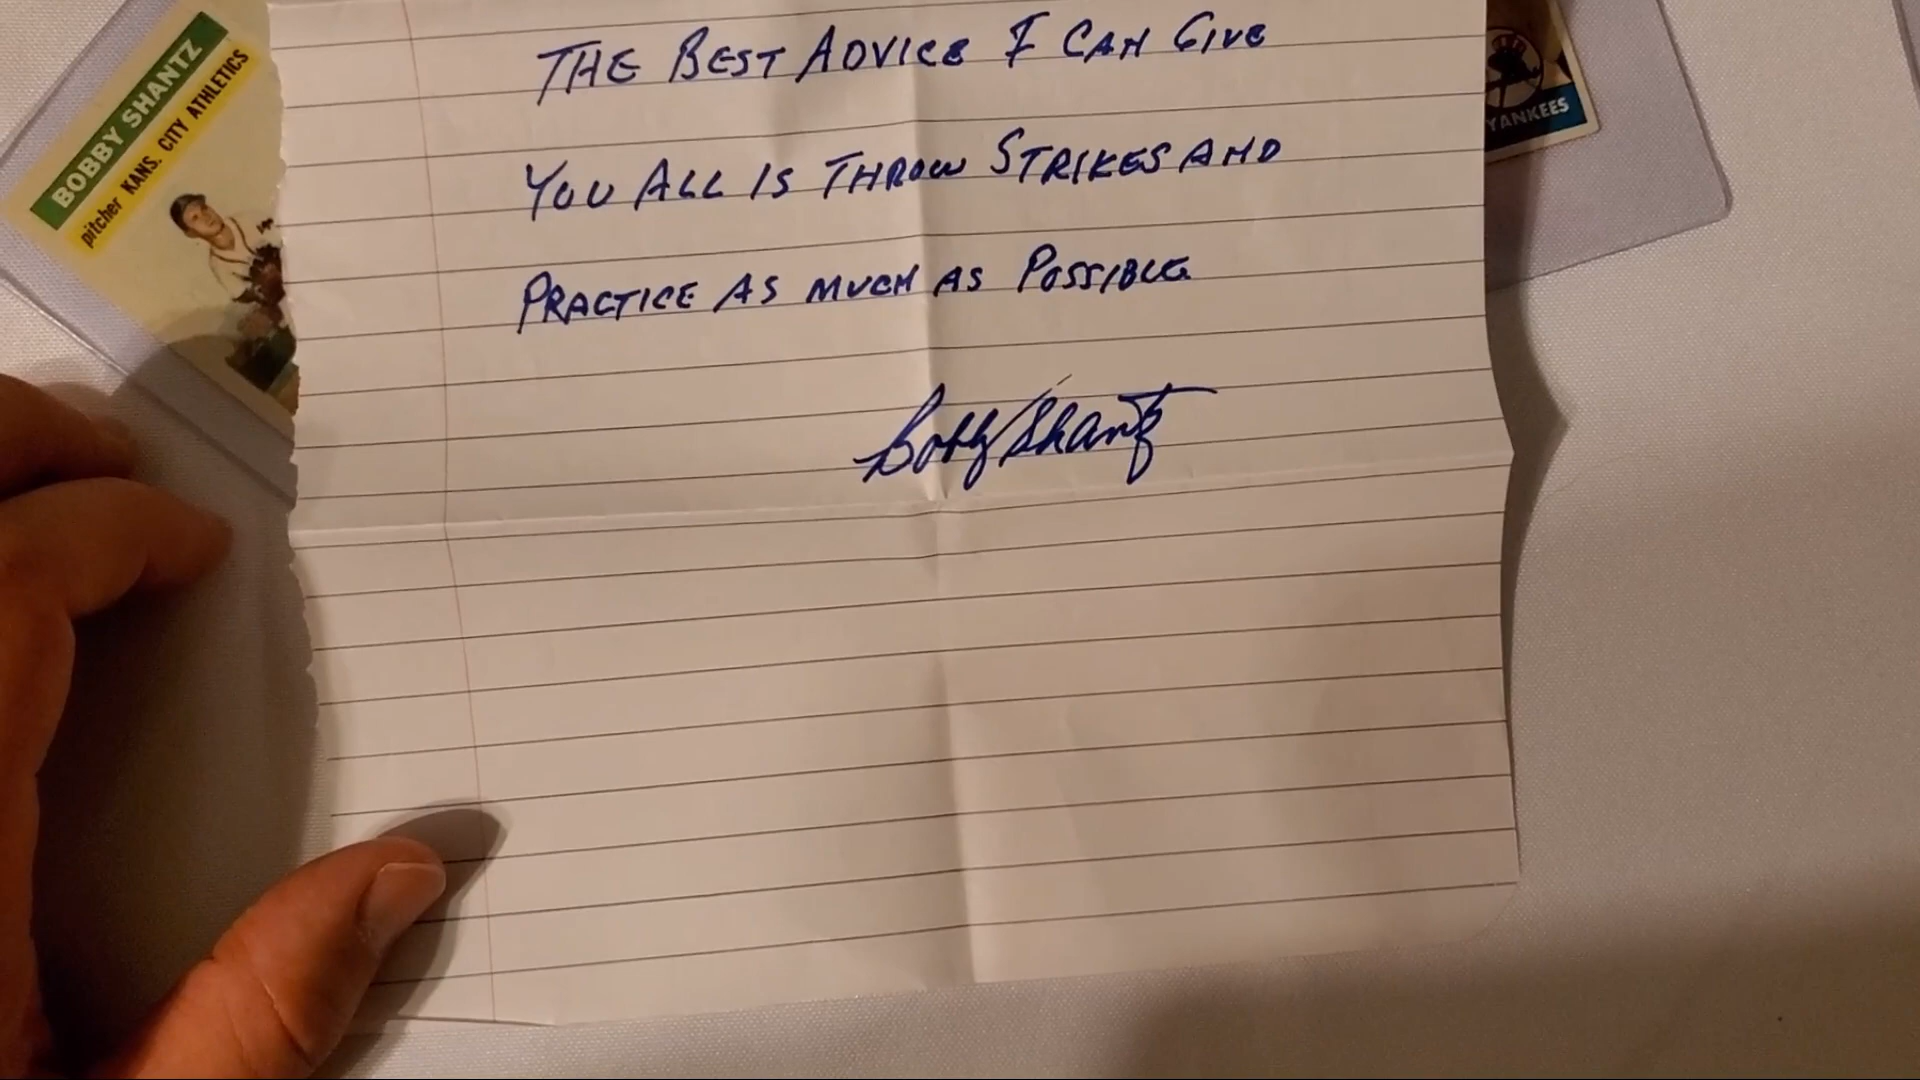 BOBBY SHANTZ
pitcher KANS. CITY ATHLETICS
YANKEES
THE BEST ADVICE I CAN GIVE
YOU ALL IS THROW STRIKES AND
PRACTICE AS MUCH AS POSSIBLE
Bobby Shantz